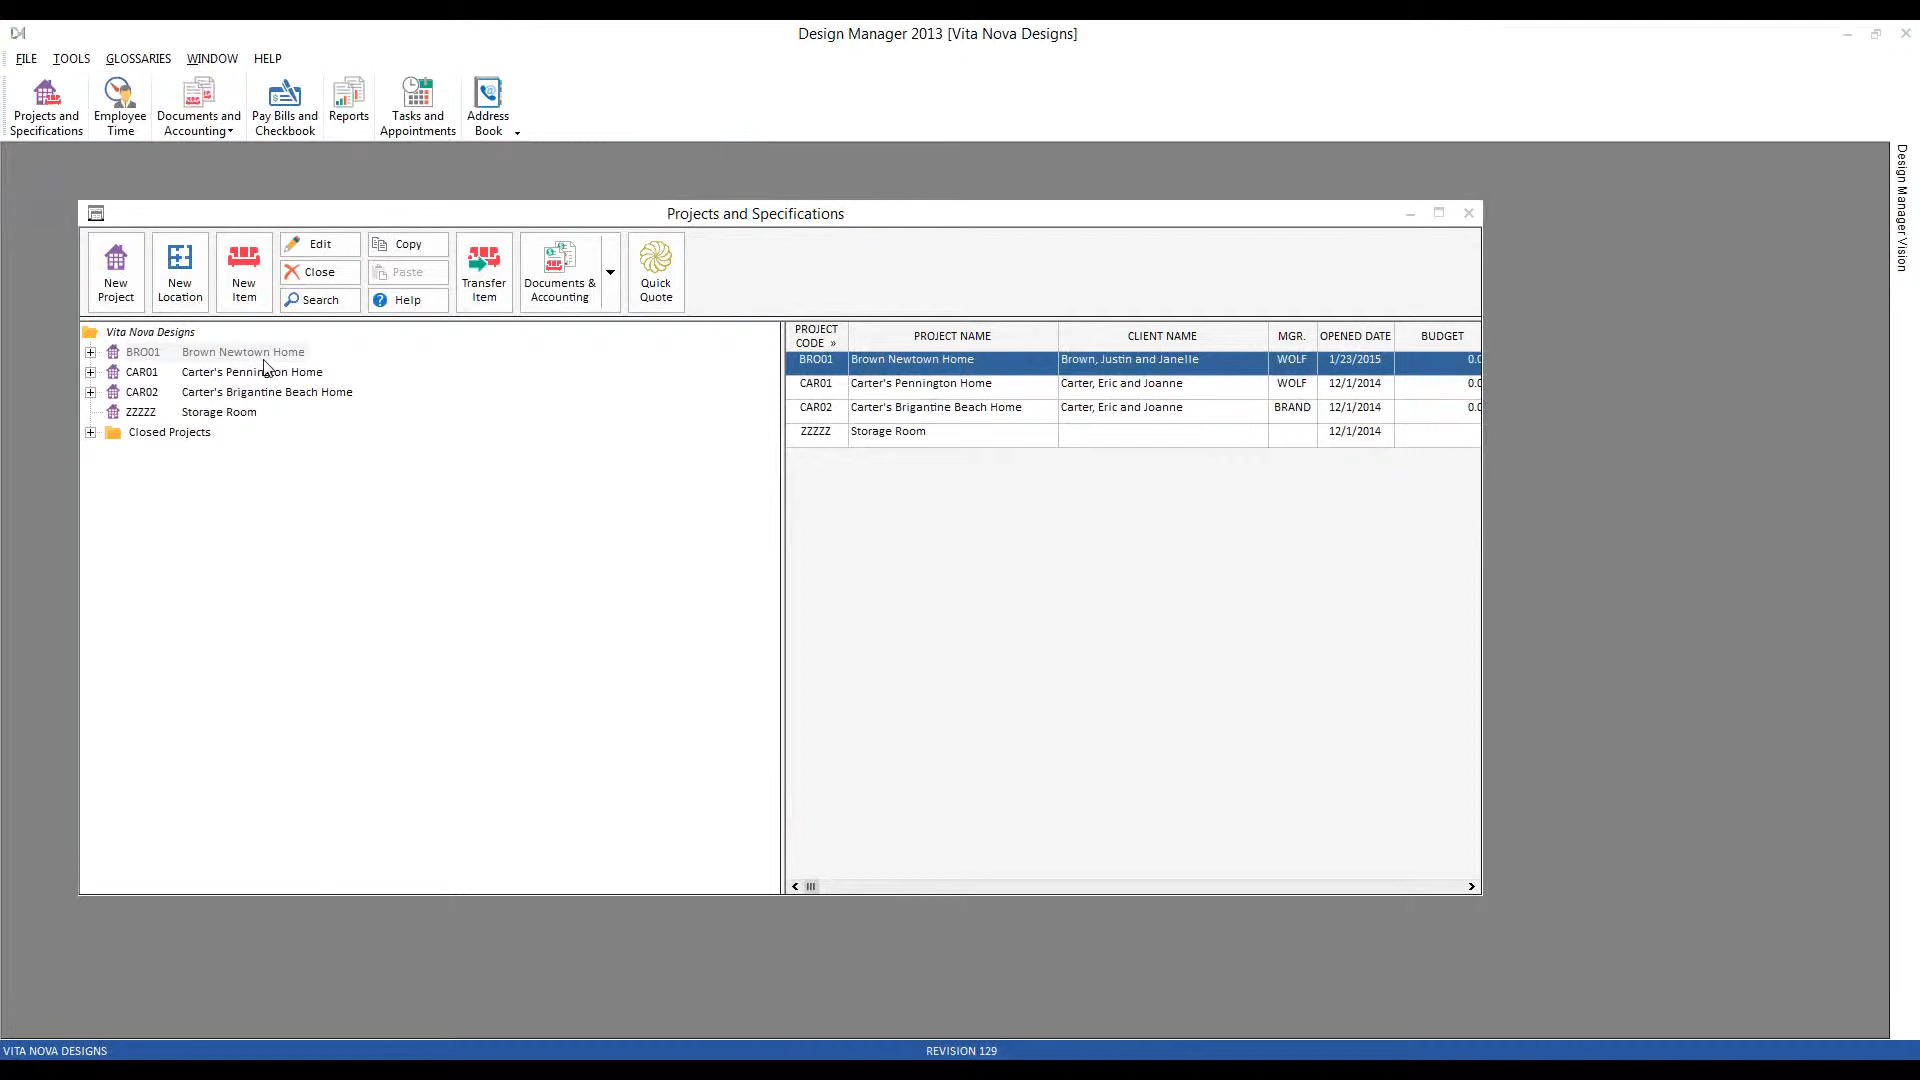 Design Manager 2013 [Vita Nova Designs]
FILE TOOLS GLOSSARIES WINDOW HELP
Projects and Specifications
Employee Time
Documents and Accounting
Pay Bills and Checkbook
Reports
Tasks and Appointments
Address Book
Design Manager Vision
Projects and Specifications
New Project
New Location
New Item
Edit
Close
Search
Copy
Paste
Help
Transfer Item
Documents & Accounting
Quick Quote
Vita Nova Designs
BRO01 Brown Newtown Home
CAR01 Carter's Pennington Home
CAR02 Carter's Brigantine Beach Home
ZZZZZ Storage Room
Closed Projects
PROJECT CODE » PROJECT NAME CLIENT NAME MGR. OPENED DATE BUDGET
BRO01 Brown Newtown Home Brown, Justin and Janelle WOLF 1/23/2015 0.0
CAR01 Carter's Pennington Home Carter, Eric and Joanne WOLF 12/1/2014
CAR02 Carter's Brigantine Beach Home Carter, Eric and Joanne BRAND 12/1/2014 0.0
ZZZZZ Storage Room 12/1/2014
VITA NOVA DESIGNS REVISION 129